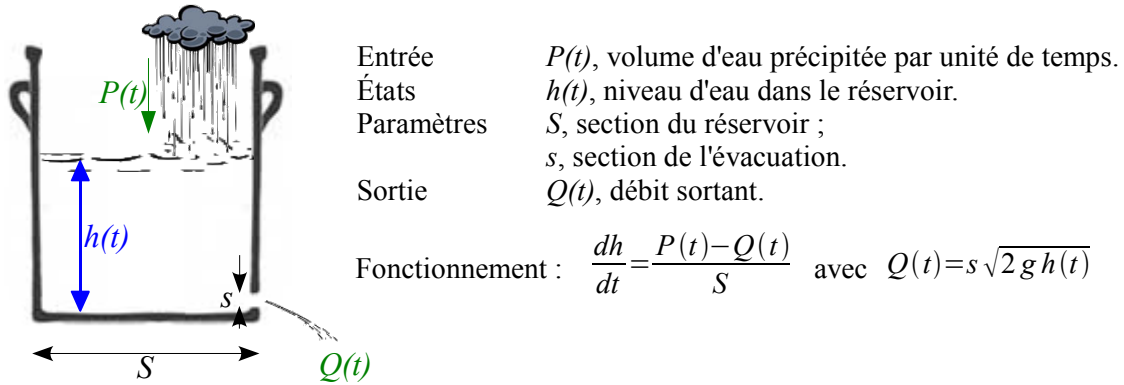 P(t)
h(t)
s
S
Q(t)
Entrée P(t), volume d'eau précipitée par unité de temps.
États h(t), niveau d'eau dans le réservoir.
Paramètres S, section du réservoir ;
s, section de l'évacuation.
Sortie Q(t), débit sortant.
Fonctionnement : dh/dt = (P(t)−Q(t))/S avec Q(t)=s√(2 g h(t))